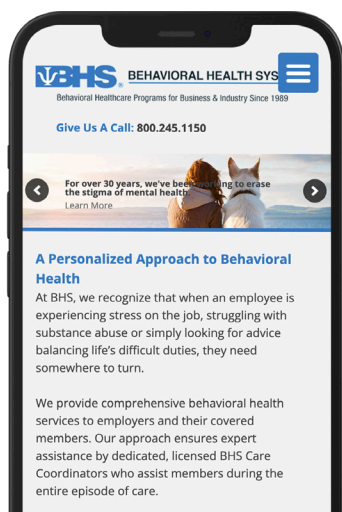 BHS® BEHAVIORAL HEALTH SYS
Behavioral Healthcare Programs for Business & Industry Since 1989
Give Us A Call: 800.245.1150
For over 30 years, we've been working to erase
the stigma of mental health.
Learn More
A Personalized Approach to Behavioral
Health
At BHS, we recognize that when an employee is
experiencing stress on the job, struggling with
substance abuse or simply looking for advice
balancing life's difficult duties, they need
somewhere to turn.
We provide comprehensive behavioral health
services to employers and their covered
members. Our approach ensures expert
assistance by dedicated, licensed BHS Care
Coordinators who assist members during the
entire episode of care.